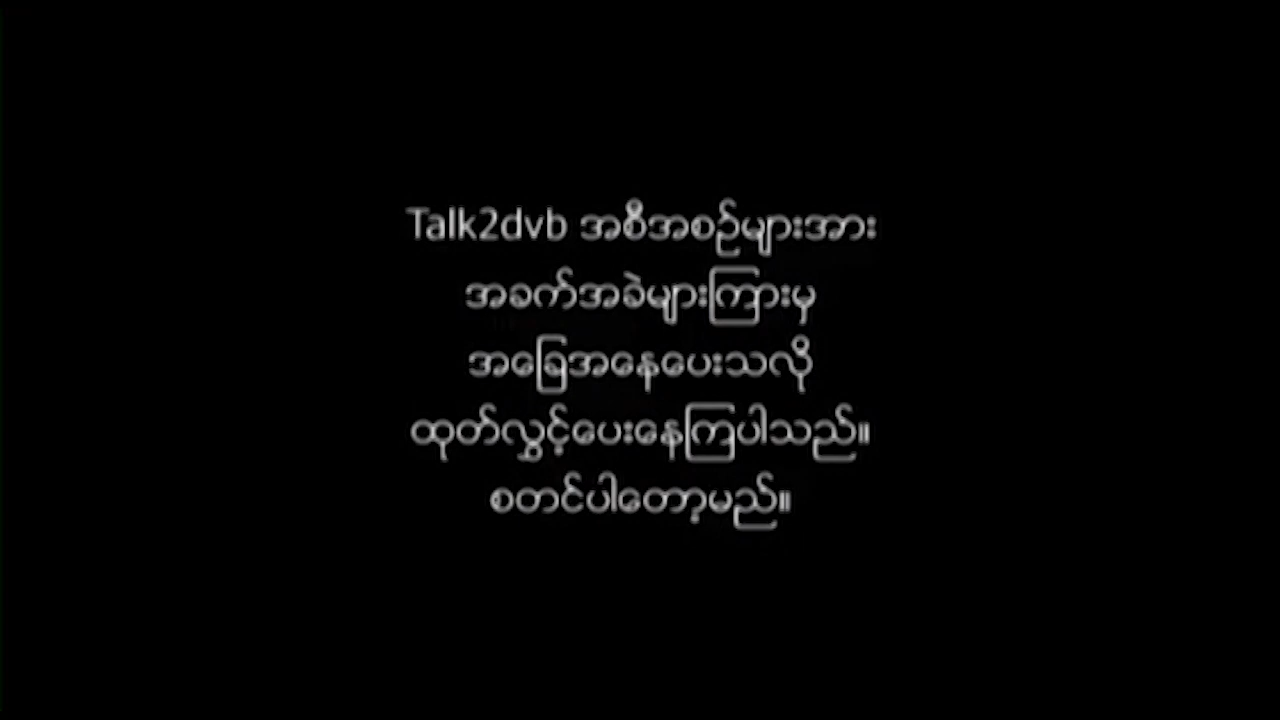 Talk2dvb အစီအစဉ်များအား
အခက်အခဲများကြားမှ
အခြေအနေပေးသလို
ထုတ်လွှင့်ပေးနေကြပါသည်။
စတင်ပါတော့မည်။